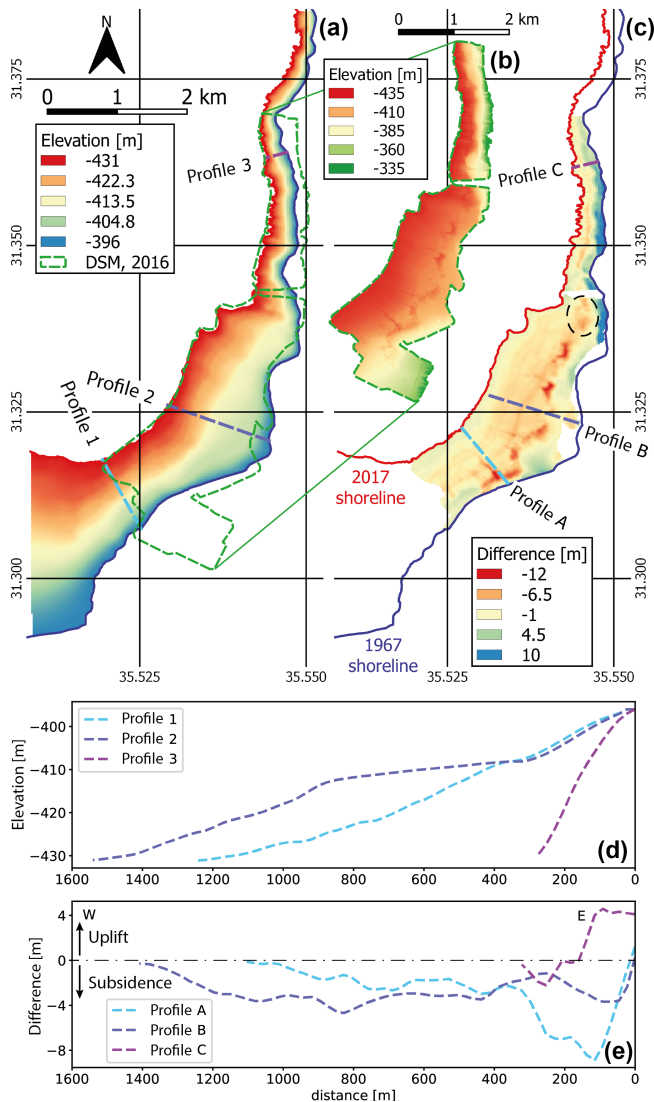 N
(a)
(b)
(c)
0 1 2 km
0 1 2 km
31.375
31.350
31.325
31.300
31.375
31.350
31.325
31.300
Elevation [m]
-431
-422.3
-413.5
-404.8
-396
DSM, 2016
Elevation [m]
-435
-410
-385
-360
-335
Profile 3
Profile 2
Profile 1
Profile C
Profile B
Profile A
2017
shoreline
1967
shoreline
Difference [m]
-12
-6.5
-1
4.5
10
35.525
35.550
35.525
35.550
Elevation [m]
−400
−410
−420
−430
Profile 1
Profile 2
Profile 3
(d)
1600 1400 1200 1000 800 600 400 200 0
Difference [m]
4
0
−4
−8
W
E
Uplift
Subsidence
Profile A
Profile B
Profile C
(e)
1600 1400 1200 1000 800 600 400 200 0
distance [m]